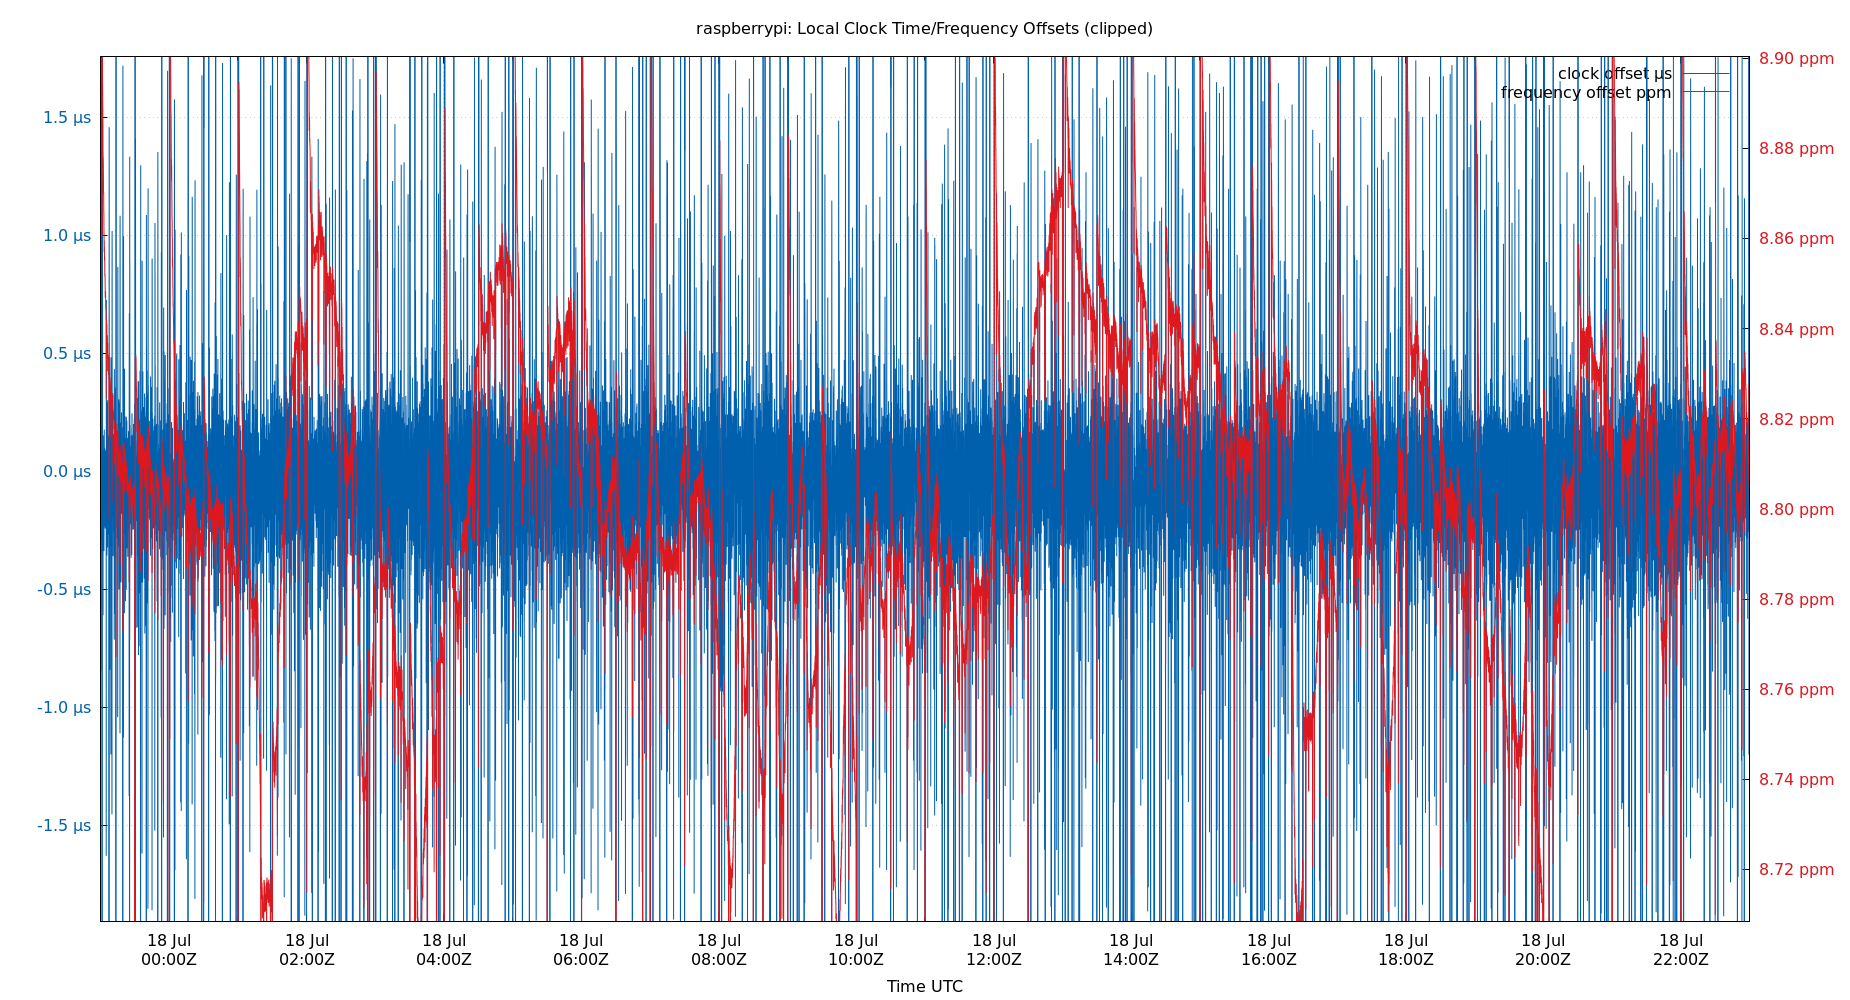 raspberrypi: Local Clock Time/Frequency Offsets (clipped)
clock offset µs
frequency offset ppm
1.5 µs
1.0 µs
0.5 µs
0.0 µs
-0.5 µs
-1.0 µs
-1.5 µs
8.90 ppm
8.88 ppm
8.86 ppm
8.84 ppm
8.82 ppm
8.80 ppm
8.78 ppm
8.76 ppm
8.74 ppm
8.72 ppm
18 Jul 18 Jul 18 Jul 18 Jul 18 Jul 18 Jul 18 Jul 18 Jul 18 Jul 18 Jul 18 Jul 18 Jul
00:00Z 02:00Z 04:00Z 06:00Z 08:00Z 10:00Z 12:00Z 14:00Z 16:00Z 18:00Z 20:00Z 22:00Z
Time UTC